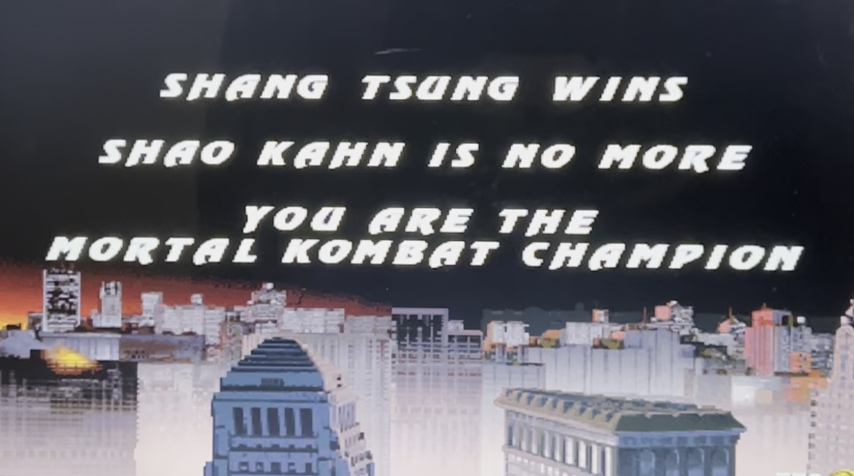 SHANG TSUNG WINS
SHAO KAHN IS NO MORE
YOU ARE THE
MORTAL KOMBAT CHAMPION